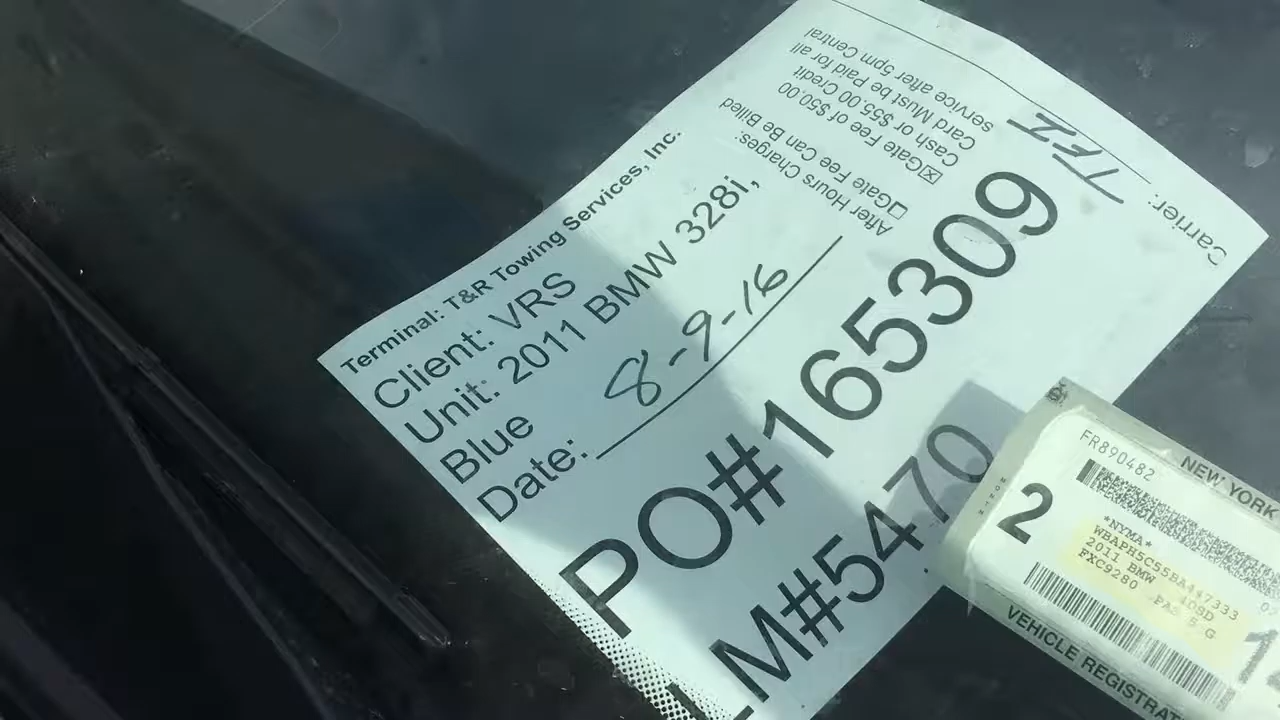 Terminal: T&R Towing Services, Inc.
Client: VRS
Unit: 2011 BMW 328i,
Blue
Date: 8-9-16
PO#165309
LM#5470
After Hours Charges:
Gate Fee Can Be Billed
Gate Fee of $50.00
Cash or $55.00 Credit
Card Must be Paid for all
service after 5pm Central
Carrier: TFI
NEW YORK
FR890482
2
*NYMA*
2011 BMW
4DSD
FXC9280
PAS
5 G
VEHICLE REGISTRAT